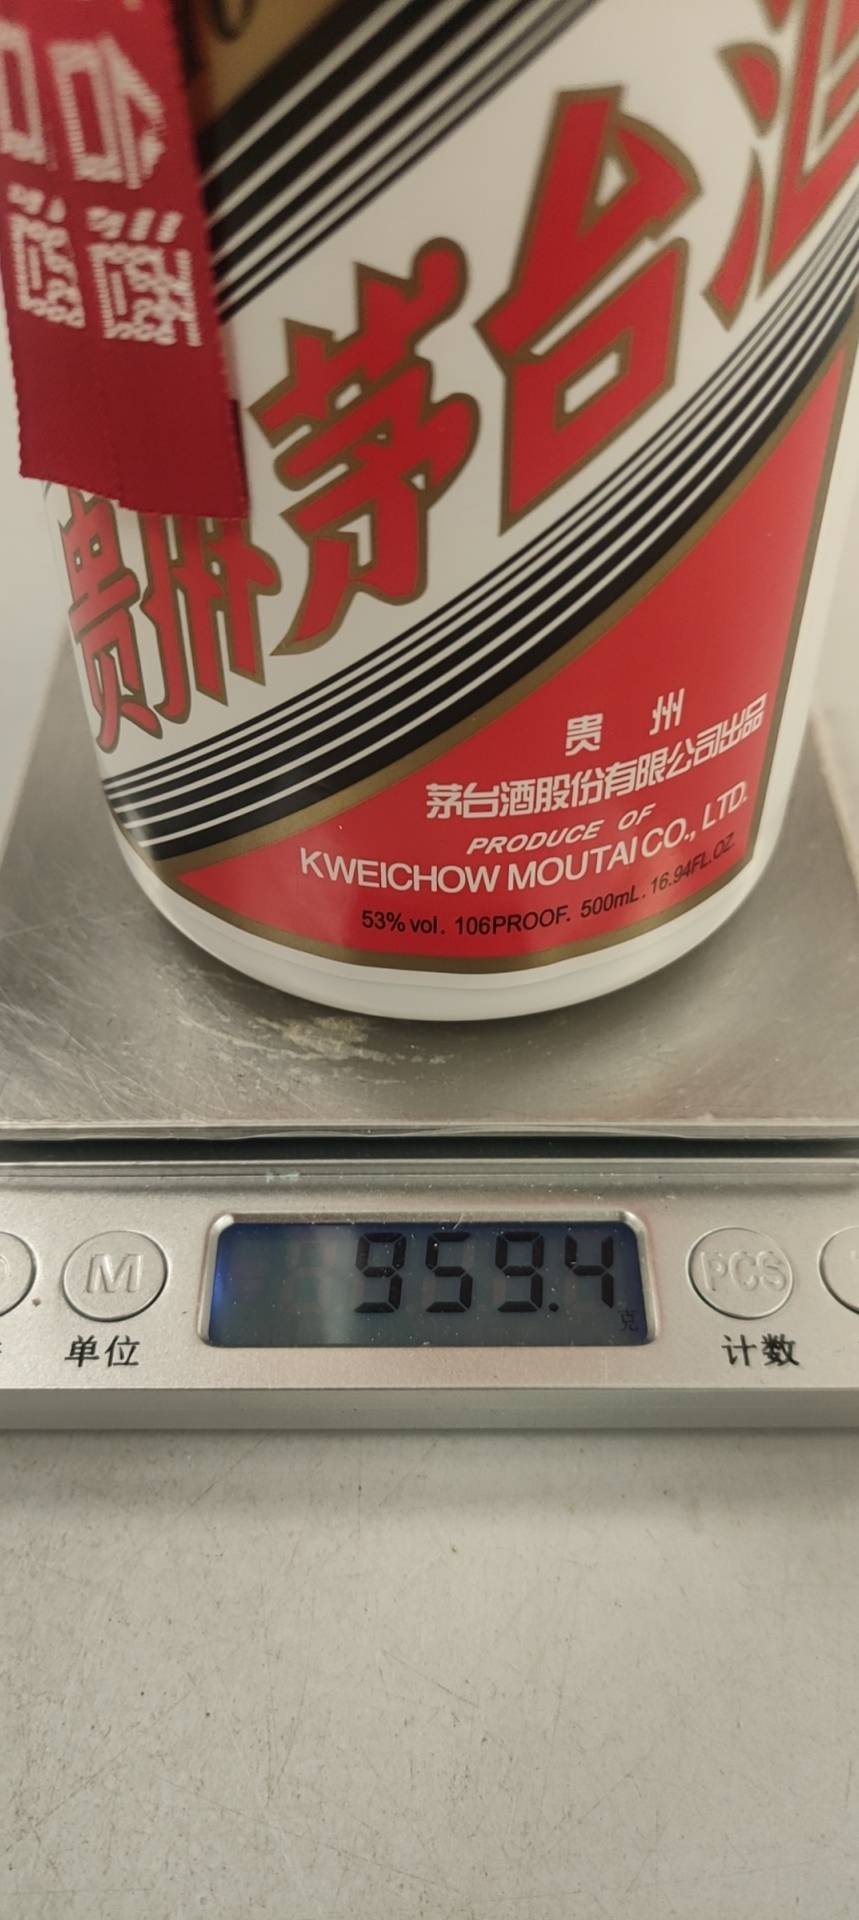 台酒
贵州茅台酒
贵 州
茅台酒股份有限公司出品
PRODUCE OF
KWEICHOW MOUTAI CO., LTD.
53% vol. 106PROOF. 500mL. 16.94FL.OZ.
959.4
克
M
PCS
单位
计数